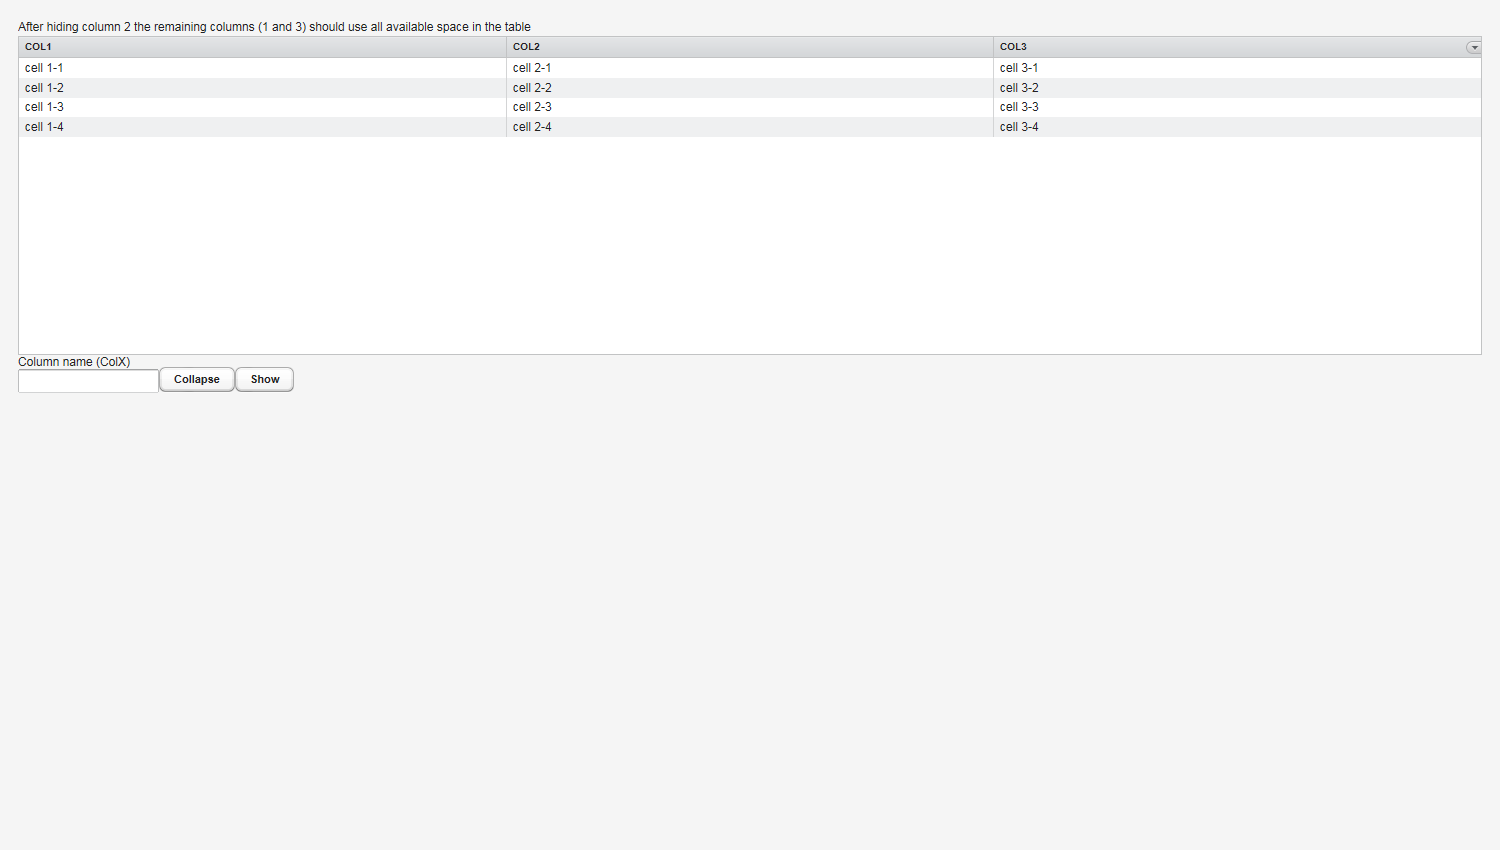 After hiding column 2 the remaining columns (1 and 3) should use all available space in the table
COL1 COL2 COL3
cell 1-1 cell 2-1 cell 3-1
cell 1-2 cell 2-2 cell 3-2
cell 1-3 cell 2-3 cell 3-3
cell 1-4 cell 2-4 cell 3-4
Column name (ColX)
Collapse Show